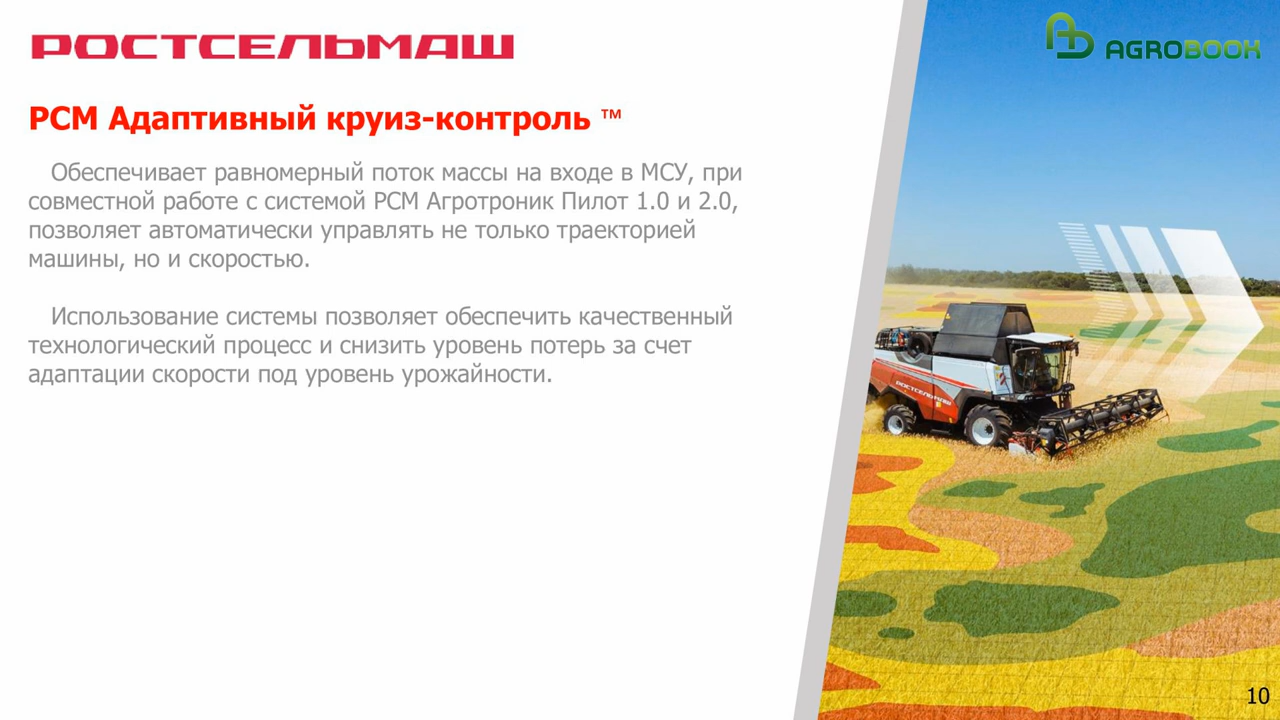 РОСТСЕЛЬМАШ
AGROBOOK
РСМ Адаптивный круиз-контроль ™
Обеспечивает равномерный поток массы на входе в МСУ, при
совместной работе с системой РСМ Агротроник Пилот 1.0 и 2.0,
позволяет автоматически управлять не только траекторией
машины, но и скоростью.
Использование системы позволяет обеспечить качественный
технологический процесс и снизить уровень потерь за счет
адаптации скорости под уровень урожайности.
РОСТСЕЛЬМАШ
10